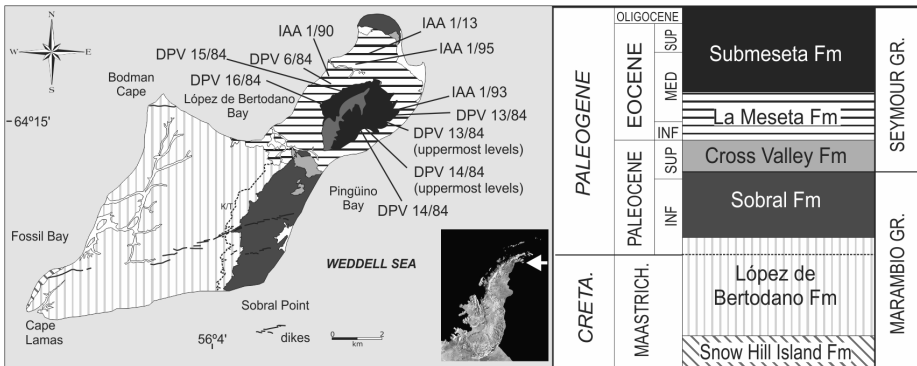 N
W
E
S
Bodman
Cape
64º15'
López de Bertodano
Bay
IAA 1/90
IAA 1/13
DPV 15/84
DPV 6/84
IAA 1/95
DPV 16/84
IAA 1/93
DPV 13/84
DPV 13/84
(uppermost levels)
DPV 14/84
(uppermost levels)
DPV 14/84
Pingüino
Bay
K/T
Fossil Bay
WEDDELL SEA
Cape
Lamas
Sobral Point
56º4'
dikes
0
2
km
PALEOGENE
CRETA.
OLIGOCENE
EOCENE
PALEOCENE
MAASTRICH.
SUP
MED
INF
SUP
INF
Submeseta Fm
La Meseta Fm
Cross Valley Fm
Sobral Fm
López de
Bertodano Fm
Snow Hill Island Fm
SEYMOUR GR.
MARAMBIO GR.